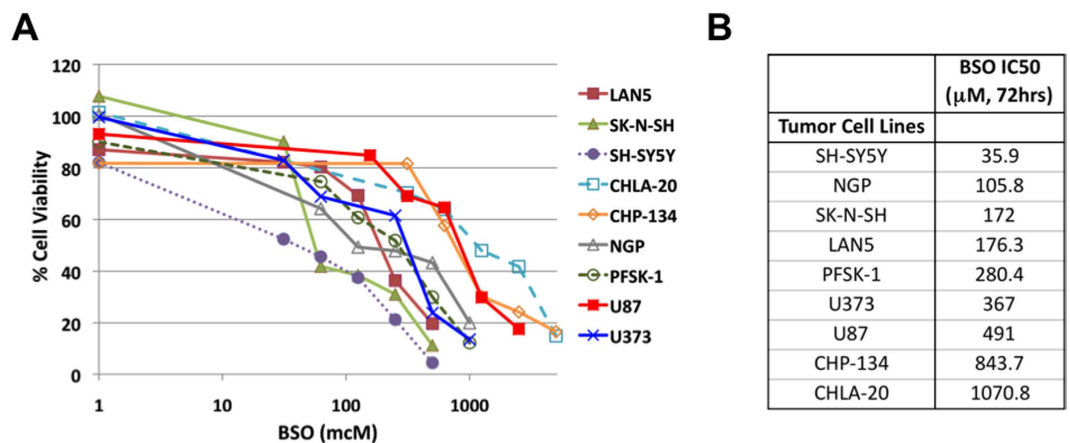 A
B
120
100
80
60
40
20
0
% Cell Viability
1
10
100
1000
BSO (mcM)
LAN5
SK-N-SH
SH-SY5Y
CHLA-20
CHP-134
NGP
PFSK-1
U87
U373
BSO IC50
(μM, 72hrs)
Tumor Cell Lines
SH-SY5Y 35.9
NGP 105.8
SK-N-SH 172
LAN5 176.3
PFSK-1 280.4
U373 367
U87 491
CHP-134 843.7
CHLA-20 1070.8